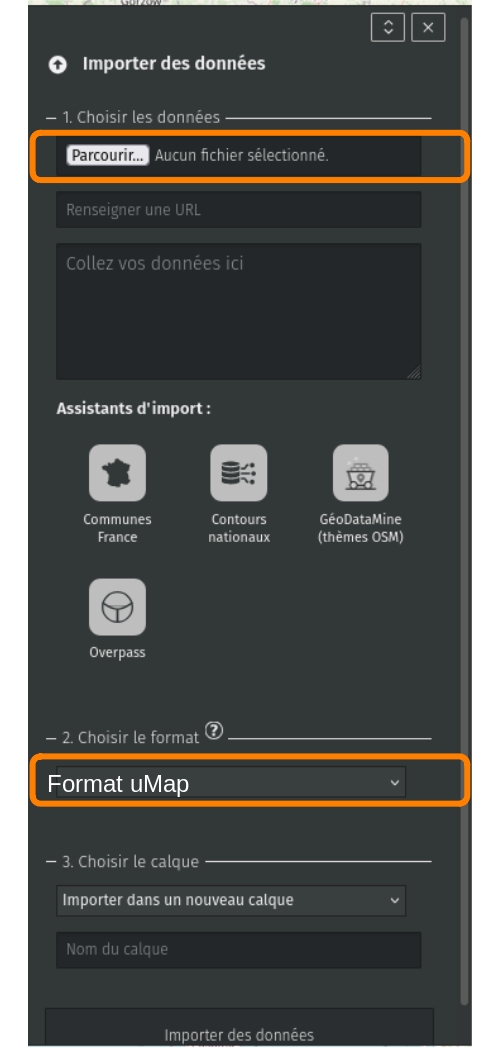 Gorzów
Importer des données
1. Choisir les données
Parcourir... Aucun fichier sélectionné.
Renseigner une URL
Collez vos données ici
Assistants d'import :
Communes France
Contours nationaux
GéoDataMine (thèmes OSM)
Overpass
2. Choisir le format ?
Format uMap
3. Choisir le calque
Importer dans un nouveau calque
Nom du calque
Importer des données